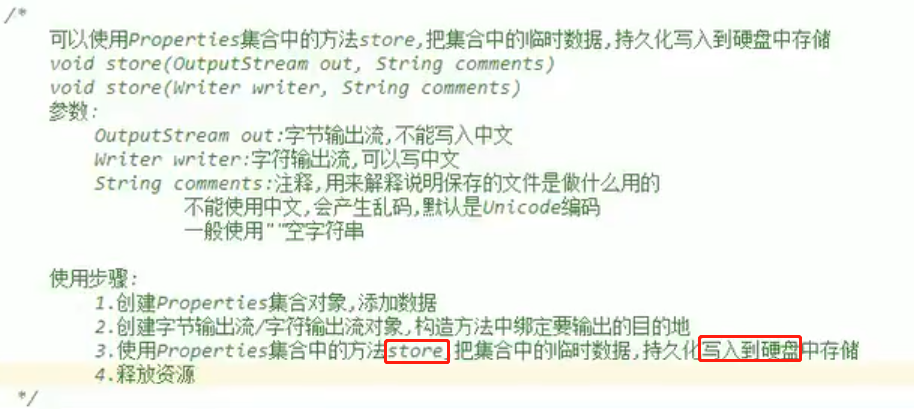 /*
可以使用Properties集合中的方法store,把集合中的临时数据,持久化写入到硬盘中存储
void store(OutputStream out, String comments)
void store(Writer writer, String comments)
参数:
OutputStream out:字节输出流,不能写入中文
Writer writer:字符输出流,可以写中文
String comments:注释,用来解释说明保存的文件是做什么用的
不能使用中文,会产生乱码,默认是Unicode编码
一般使用""空字符串
使用步骤:
1.创建Properties集合对象,添加数据
2.创建字节输出流/字符输出流对象,构造方法中绑定要输出的目的地
3.使用Properties集合中的方法store,把集合中的临时数据,持久化写入到硬盘中存储
4.释放资源
*/